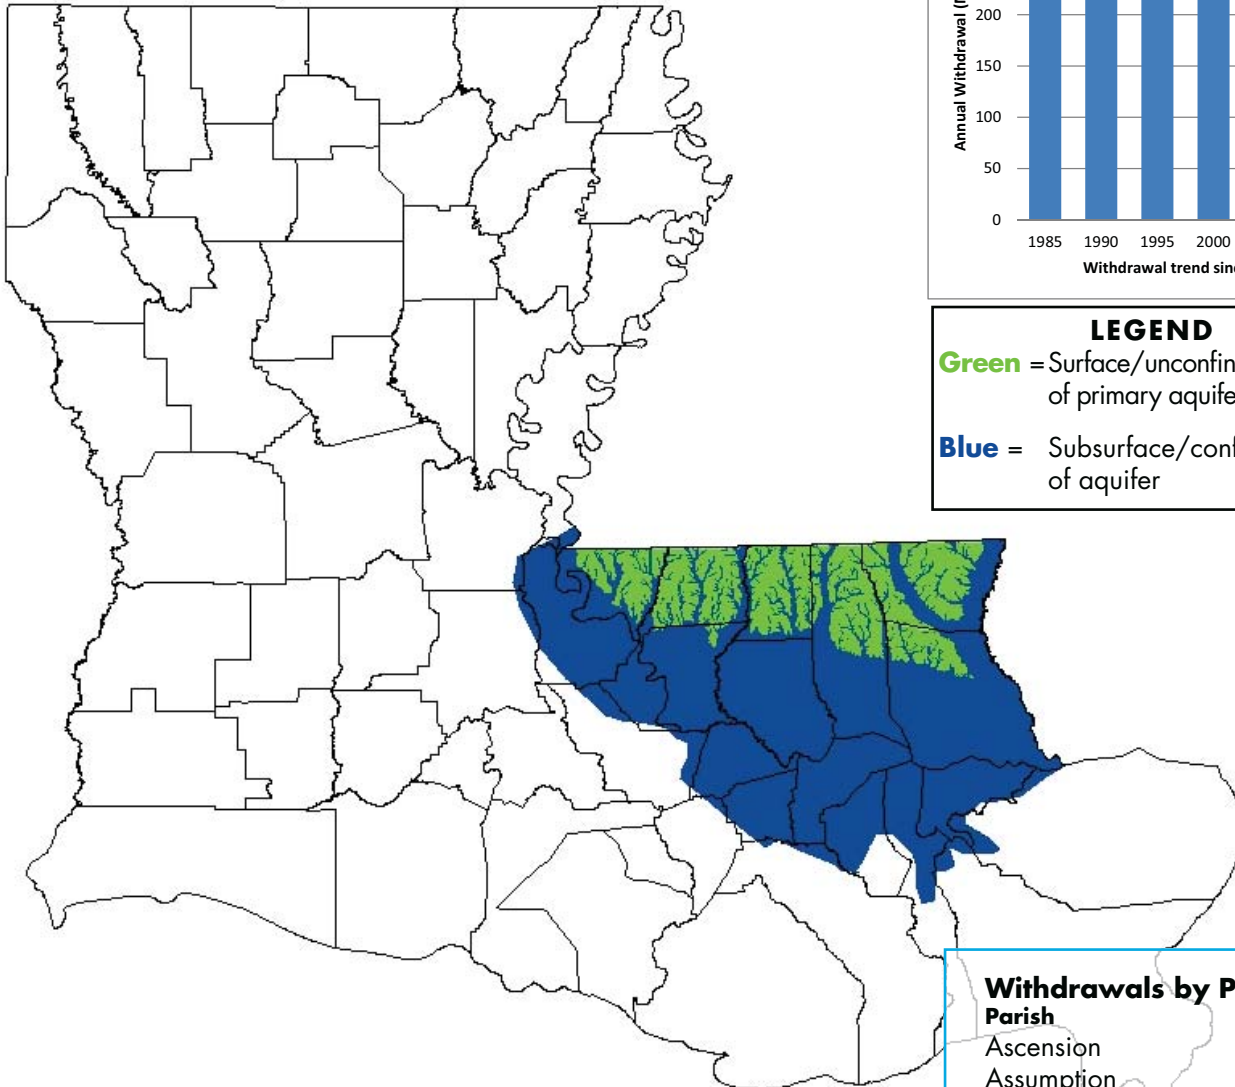 Annual Withdrawal (
200
150
100
50
0
1985 1990 1995 2000
Withdrawal trend sinc
LEGEND
Green = Surface/unconfin
of primary aquife
Blue = Subsurface/conf
of aquifer
Withdrawals by P
Parish
Ascension
Assumption